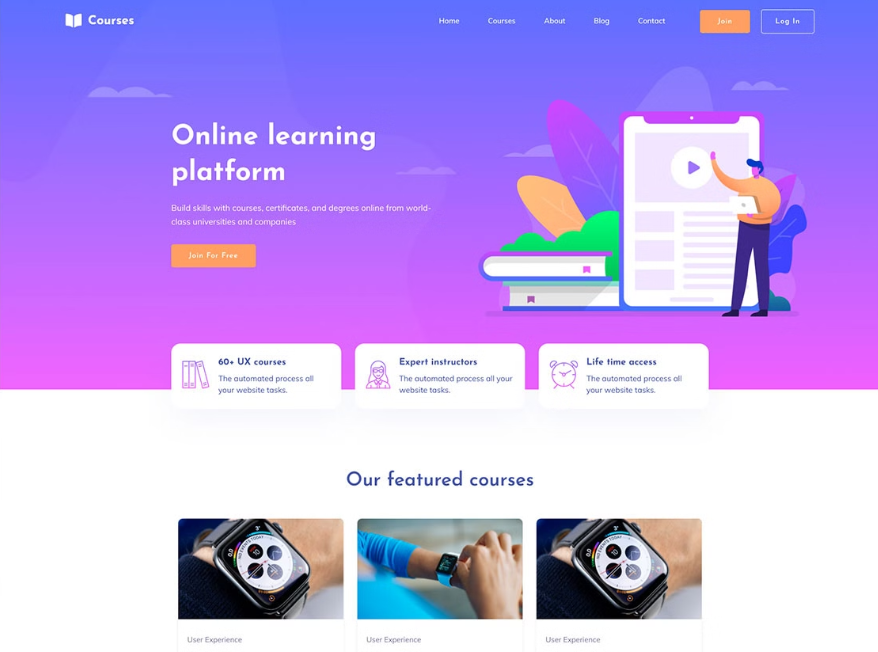 Courses
Home
Courses
About
Blog
Contact
Join
Log In
Online learning
platform
Build skills with courses, certificates, and degrees online from world-
class universities and companies
Join For Free
60+ UX courses
The automated process all
your website tasks.
Expert instructors
The automated process all your
website tasks.
Life time access
The automated process all
your website tasks.
Our featured courses
User Experience
User Experience
User Experience